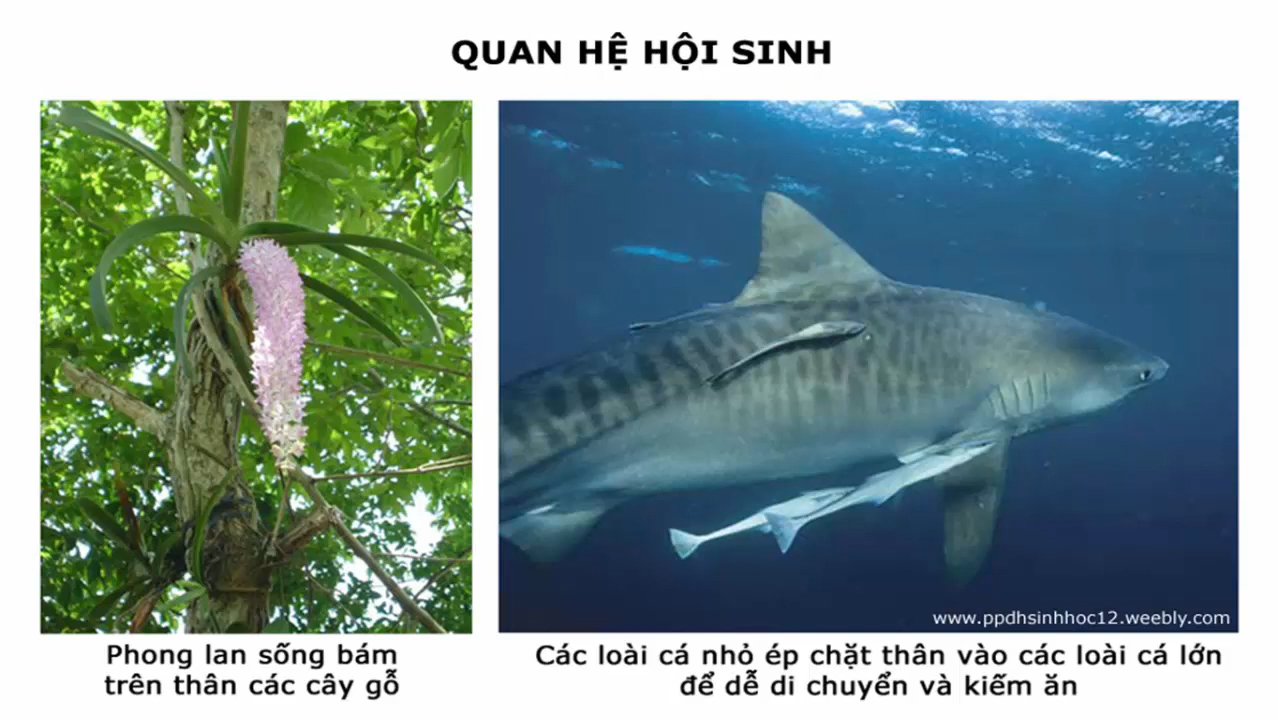 QUAN HỆ HỘI SINH
www.ppdhsinhhoc12.weebly.com
Phong lan sống bám
trên thân các cây gỗ
Các loài cá nhỏ ép chặt thân vào các loài cá lớn
để dễ di chuyển và kiếm ăn